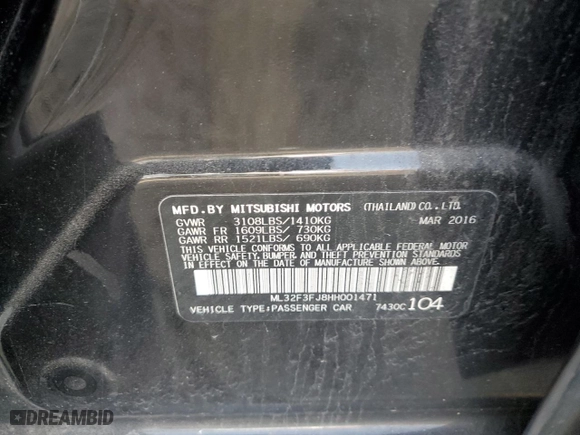 MFD.BY MITSUBISHI MOTORS (THAILAND) CO.,LTD.
GVWR 3108LBS/1410KG MAR 2016
GAWR FR 1609LBS/ 730KG
GAWR RR 1521LBS/ 690KG
THIS VEHICLE CONFORMS TO ALL APPLICABLE FEDERAL MOTOR
VEHICLE SAFETY, BUMPER, AND THEFT PREVENTION STANDARDS
IN EFFECT ON THE DATE OF MANUFACTURE SHOWN ABOVE.
ML32F3FJ8HH001471
VEHICLE TYPE:PASSENGER CAR 7430C 104
DREAMBID